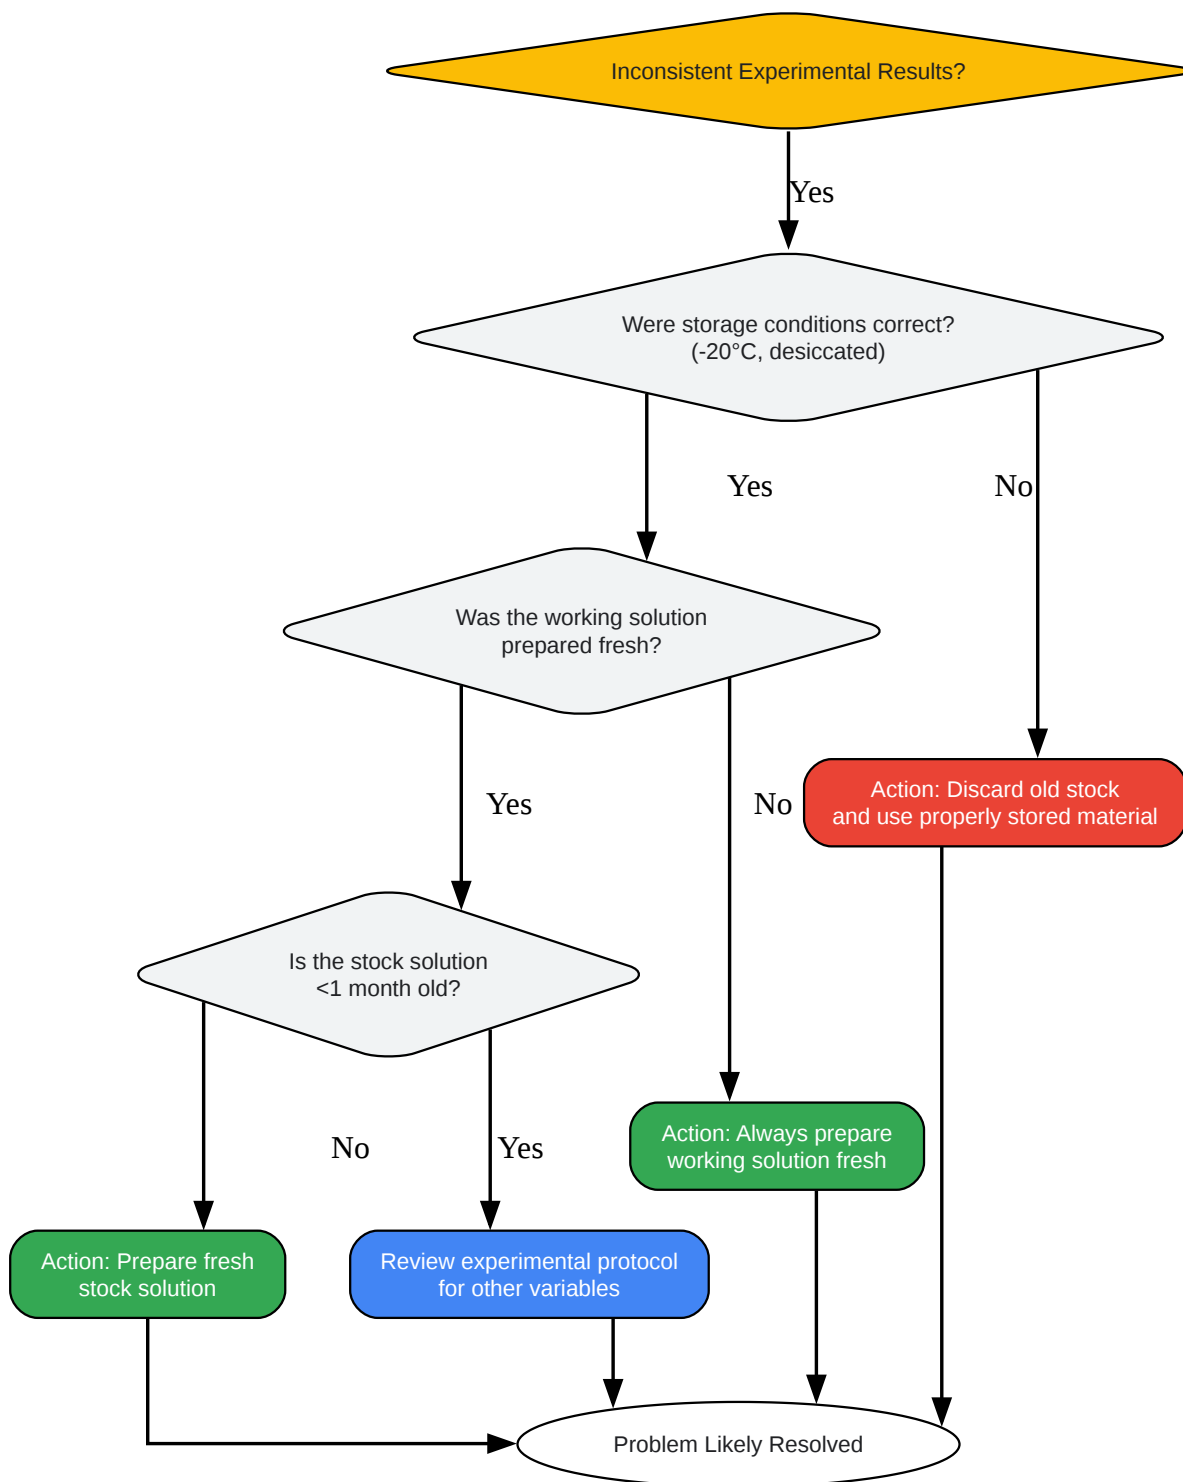 Inconsistent Experimental Results?
Yes
Were storage conditions correct?
(-20°C, desiccated)
Yes
No
Was the working solution
prepared fresh?
Action: Discard old stock
and use properly stored material
Yes
No
Is the stock solution
<1 month old?
No
Yes
Action: Always prepare
working solution fresh
Action: Prepare fresh
stock solution
Review experimental protocol
for other variables
Problem Likely Resolved